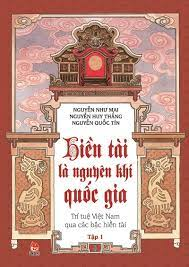 NGUYỄN NHƯ MAI
NGUYỄN HUY THẮNG
NGUYỄN QUỐC TÍN
Hiền tài
là nguyên khí
quốc gia
Trí tuệ Việt Nam
qua các bậc hiền tài
Tập 1